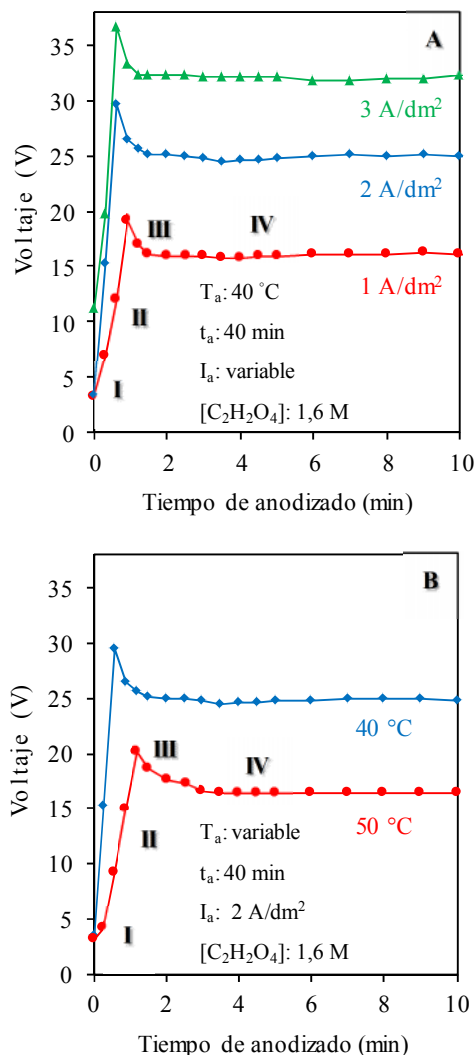 A
35
30
25
20
15
10
5
0
Voltaje (V)
3 A/dm²
2 A/dm²
1 A/dm²
I
II
III
IV
Tₐ: 40 °C
tₐ: 40 min
Iₐ: variable
[C₂H₂O₄]: 1,6 M
0 2 4 6 8 10
Tiempo de anodizado (min)
B
35
30
25
20
15
10
5
0
Voltaje (V)
40 °C
50 °C
I
II
III
IV
Tₐ: variable
tₐ: 40 min
Iₐ: 2 A/dm²
[C₂H₂O₄]: 1,6 M
0 2 4 6 8 10
Tiempo de anodizado (min)